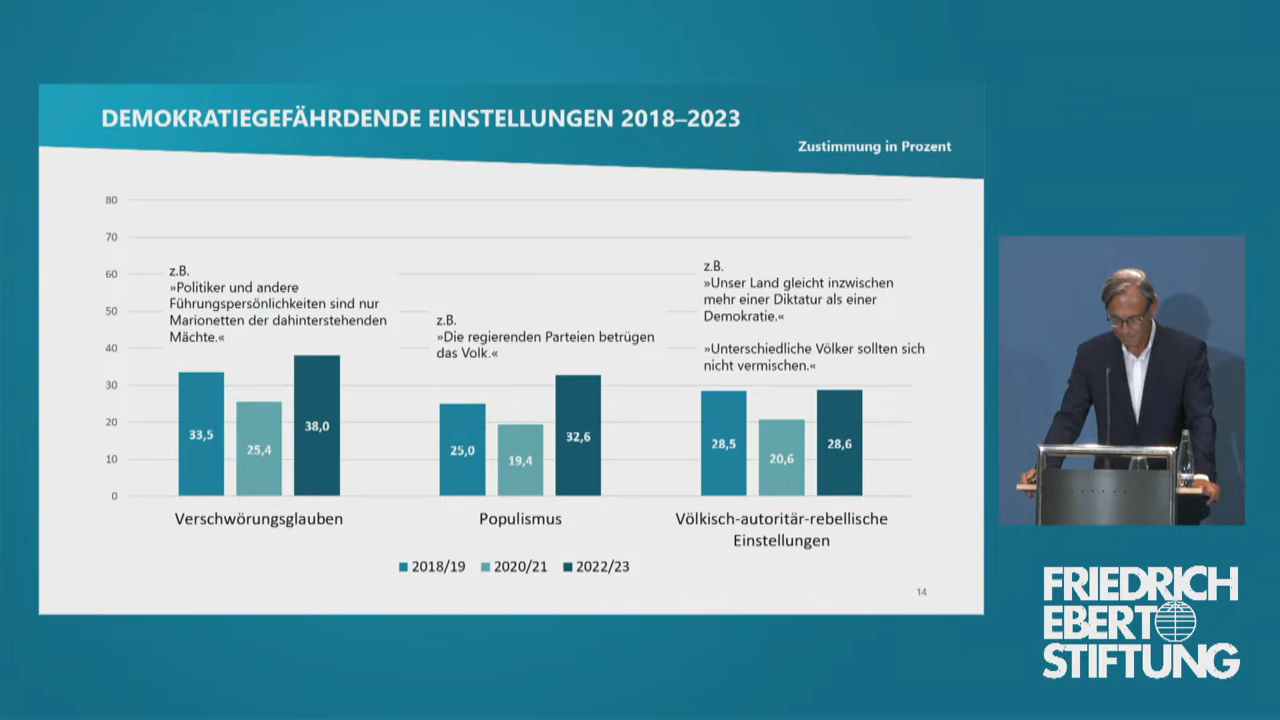 DEMOKRATIEGEFÄHRDENDE EINSTELLUNGEN 2018–2023
Zustimmung in Prozent
80
70
60
50
40
30
20
10
0
z.B.
»Politiker und andere
Führungspersönlichkeiten sind nur
Marionetten der dahinterstehenden
Mächte.«
z.B.
»Die regierenden Parteien betrügen
das Volk.«
z.B.
»Unser Land gleicht inzwischen
mehr einer Diktatur als einer
Demokratie.«
»Unterschiedliche Völker sollten sich
nicht vermischen.«
33,5
25,4
38,0
25,0
19,4
32,6
28,5
20,6
28,6
Verschwörungsglauben
Populismus
Völkisch-autoritär-rebellische
Einstellungen
2018/19 2020/21 2022/23
14
FRIEDRICH
EBERT
STIFTUNG